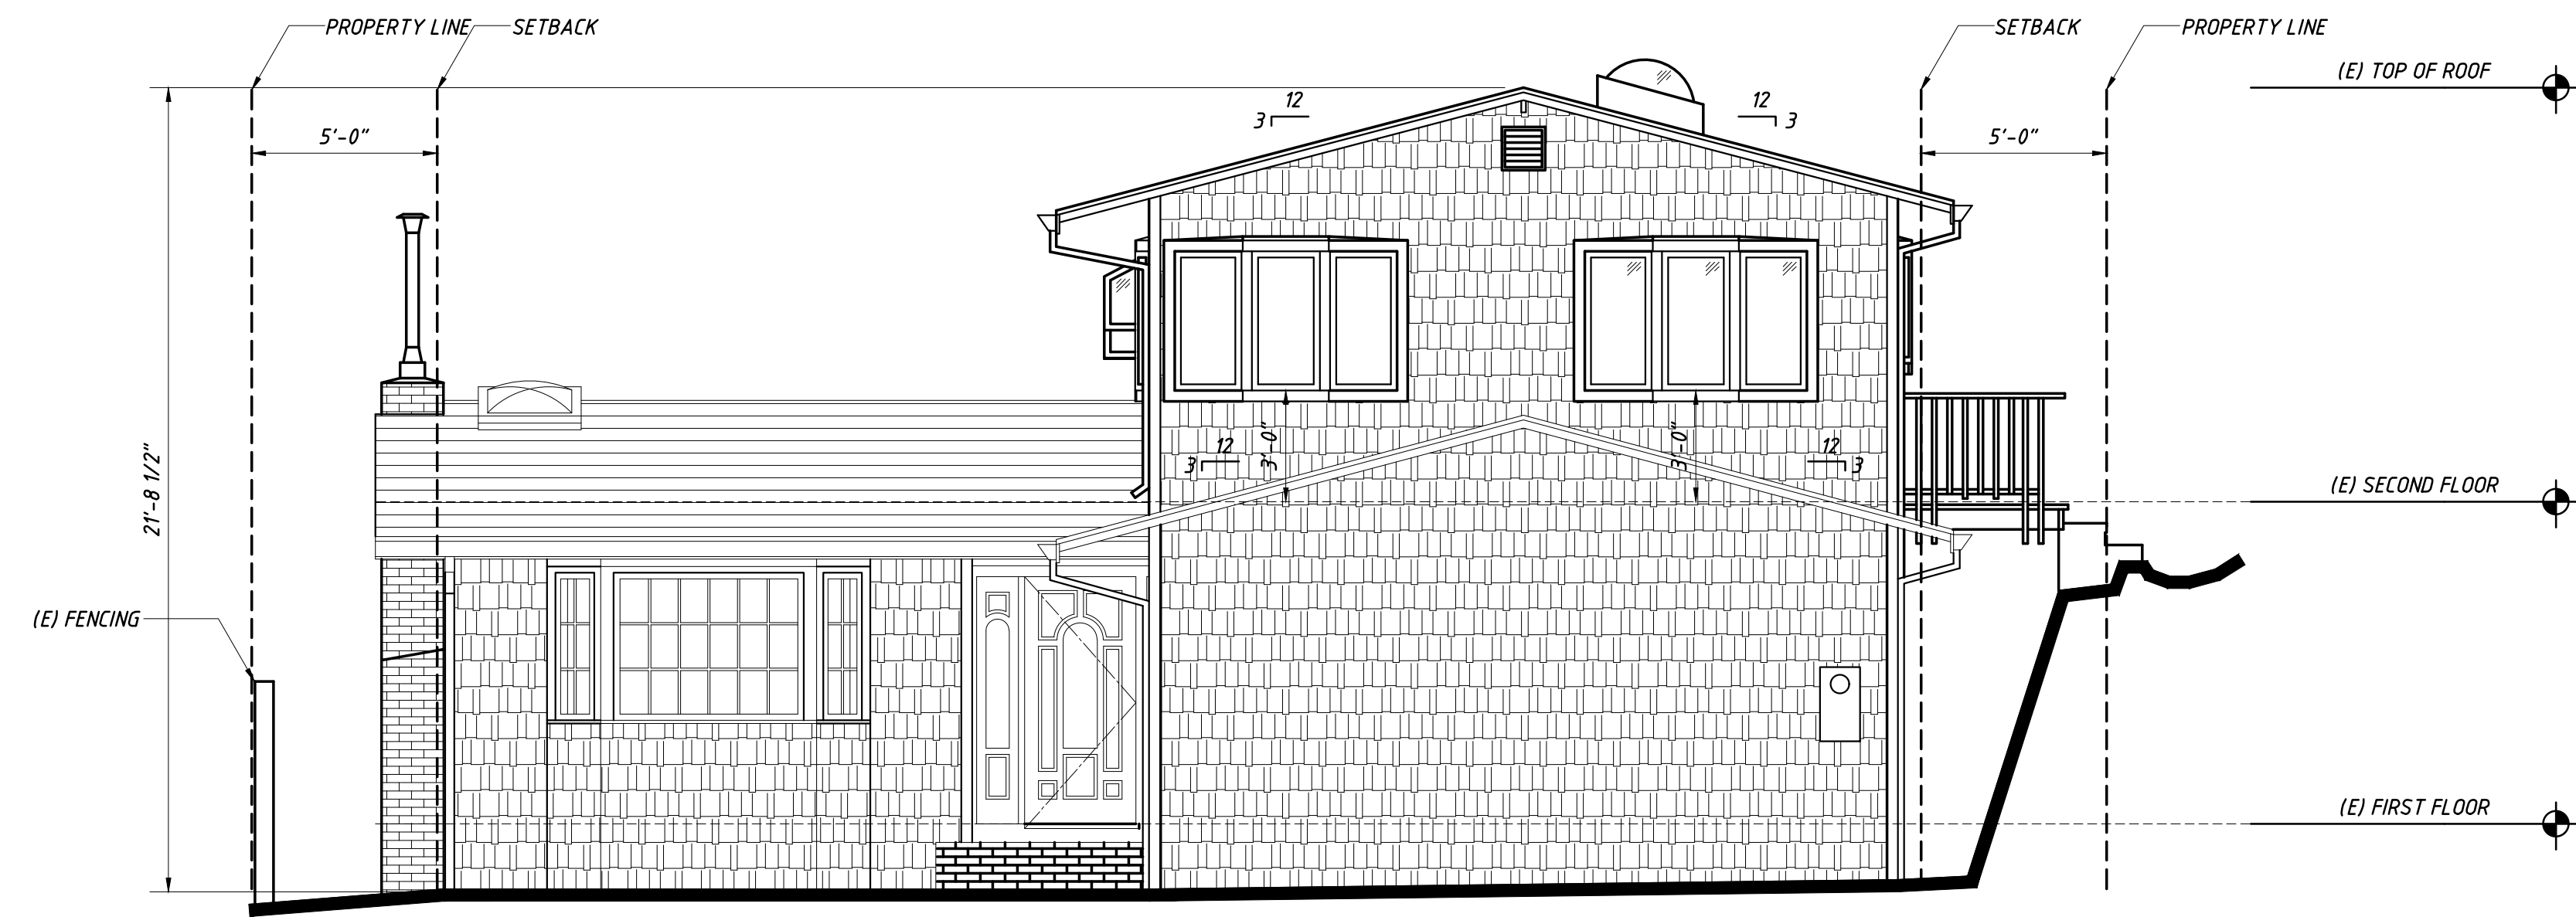 PROPERTY LINE
SETBACK
SETBACK
PROPERTY LINE
(E) TOP OF ROOF
12
3
12
3
5'-0"
5'-0"
21'-8 1/2"
12
3
3'-0"
3'-0"
12
3
(E) SECOND FLOOR
(E) FENCING
(E) FIRST FLOOR